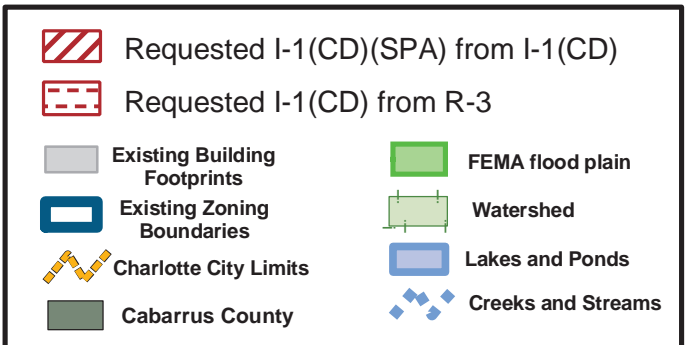 Requested I-1(CD)(SPA) from I-1(CD)
Requested I-1(CD) from R-3
Existing Building
Footprints
Existing Zoning
Boundaries
Charlotte City Limits
Cabarrus County
FEMA flood plain
Watershed
Lakes and Ponds
Creeks and Streams